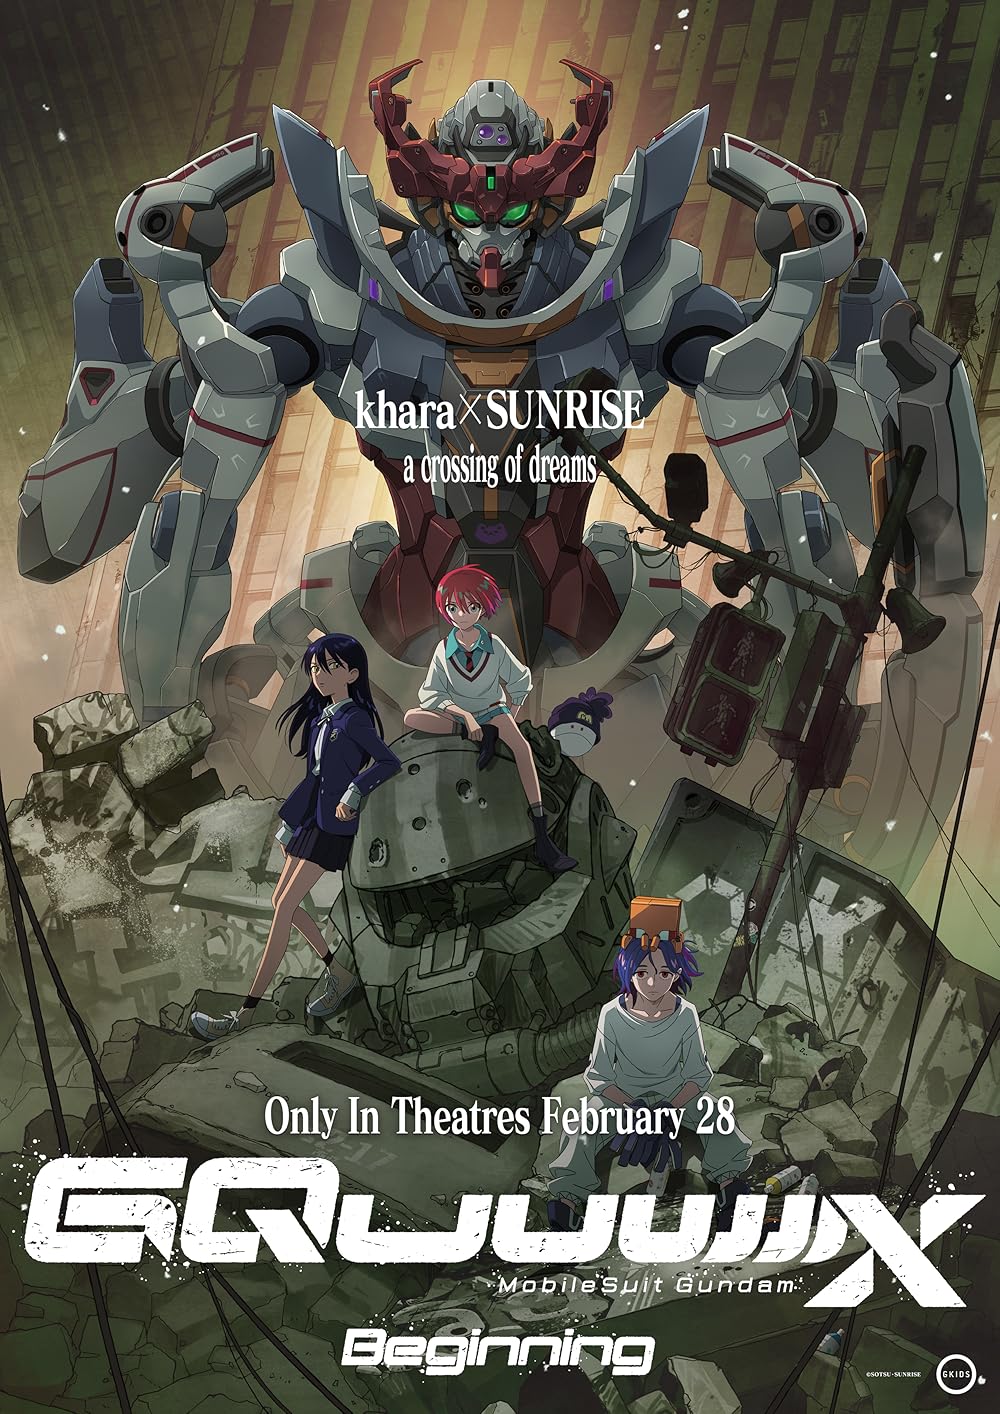 khara×SUNRISE
a crossing of dreams
Only In Theatres February 28
GQuuuuuuX
MobileSuit Gundam
Beginning
©SOTSU・SUNRISE
GKIDS